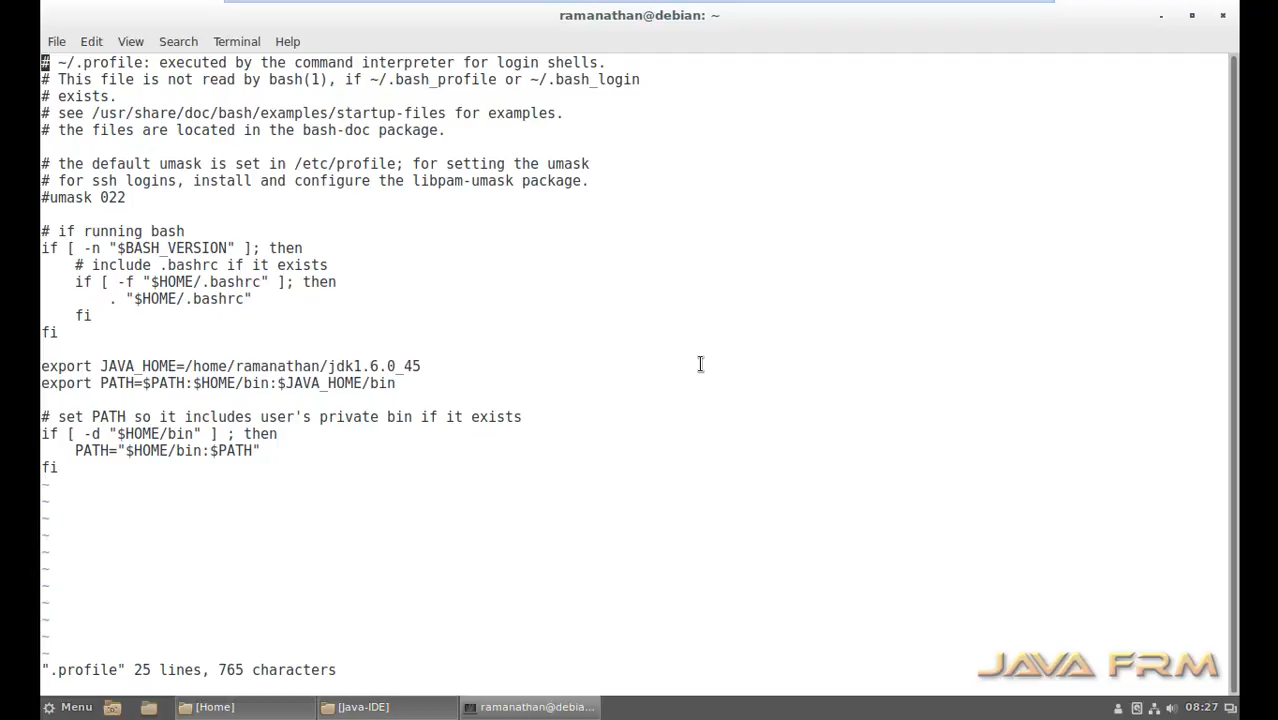 ramanathan@debian: ~
File Edit View Search Terminal Help
# ~/.profile: executed by the command interpreter for login shells.
# This file is not read by bash(1), if ~/.bash_profile or ~/.bash_login
# exists.
# see /usr/share/doc/bash/examples/startup-files for examples.
# the files are located in the bash-doc package.
# the default umask is set in /etc/profile; for setting the umask
# for ssh logins, install and configure the libpam-umask package.
#umask 022
# if running bash
if [ -n "$BASH_VERSION" ]; then
    # include .bashrc if it exists
    if [ -f "$HOME/.bashrc" ]; then
        . "$HOME/.bashrc"
    fi
fi
export JAVA_HOME=/home/ramanathan/jdk1.6.0_45
export PATH=$PATH:$HOME/bin:$JAVA_HOME/bin
# set PATH so it includes user's private bin if it exists
if [ -d "$HOME/bin" ] ; then
    PATH="$HOME/bin:$PATH"
fi
~
~
~
~
~
~
~
~
~
~
~
".profile" 25 lines, 765 characters
JAVA FRM
Menu [Home] [Java-IDE] ramanathan@debia... 08:27